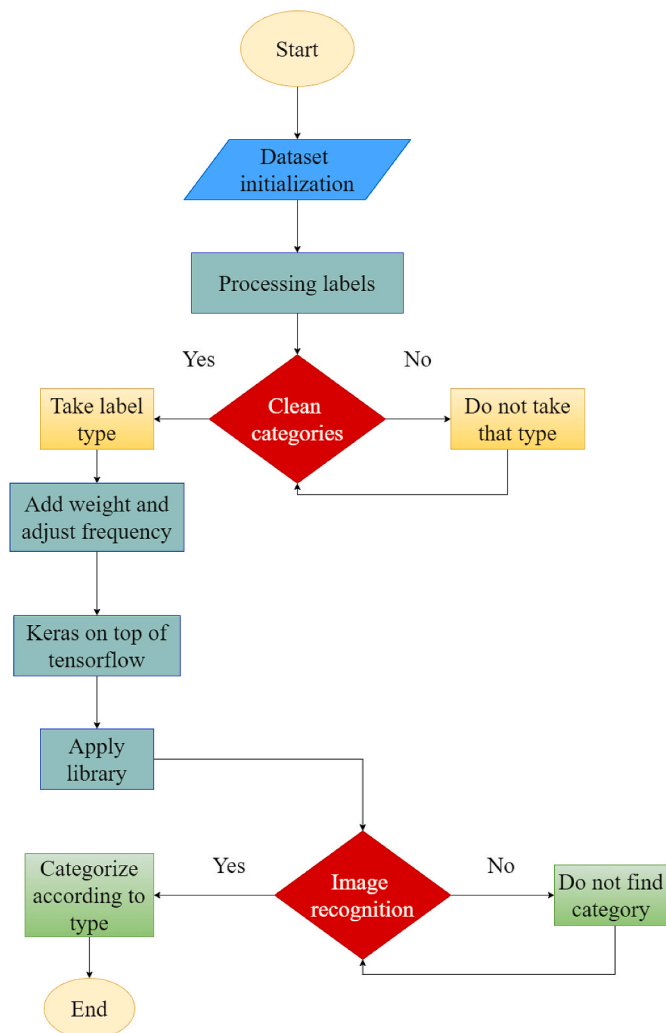 Start
Dataset
initialization
Processing labels
Yes
No
Take label
type
Clean
categories
Do not take
that type
Add weight and
adjust frequency
Keras on top of
tensorflow
Apply
library
Categorize
according to
type
Yes
Image
recognition
No
Do not find
category
End